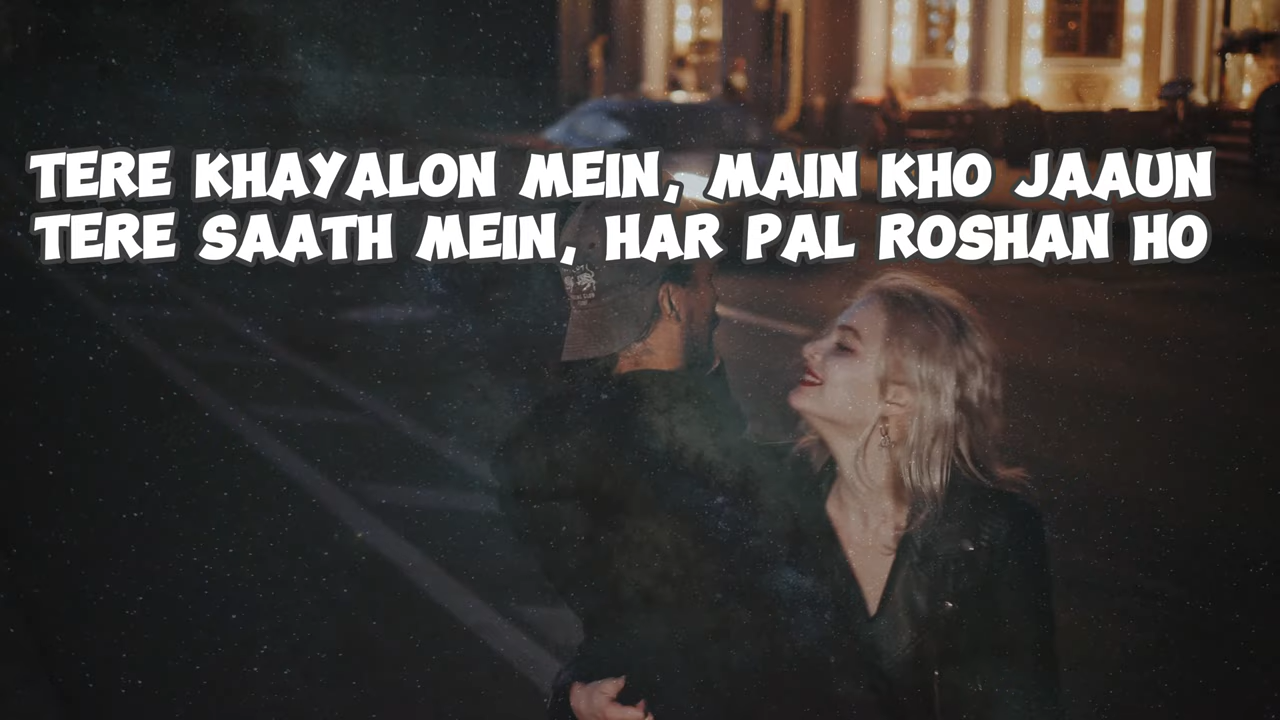 TERE KHAYALON MEIN, MAIN KHO JAAUN
TERE SAATH MEIN, HAR PAL ROSHAN HO